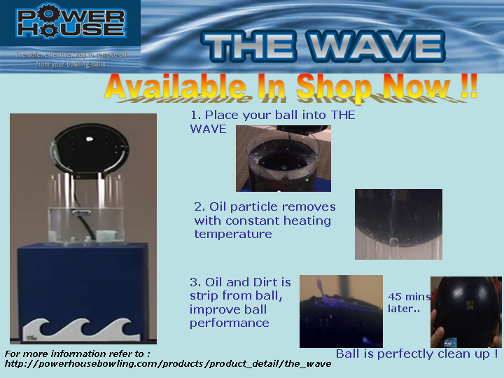 POWER
HOUSE
THE WAVE
Available In Shop Now !!
1. Place your ball into THE
WAVE
2. Oil particle removes
with constant heating
temperature
3. Oil and Dirt is
strip from ball,
improve ball
performance
45 mins
later..
Ball is perfectly clean up !
For more information refer to :
http://powerhousebowling.com/products/product_detail/the_wave